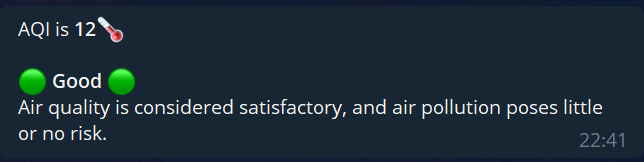 AQI is 12🌡️
🟢 Good 🟢
Air quality is considered satisfactory, and air pollution poses little
or no risk.
22:41